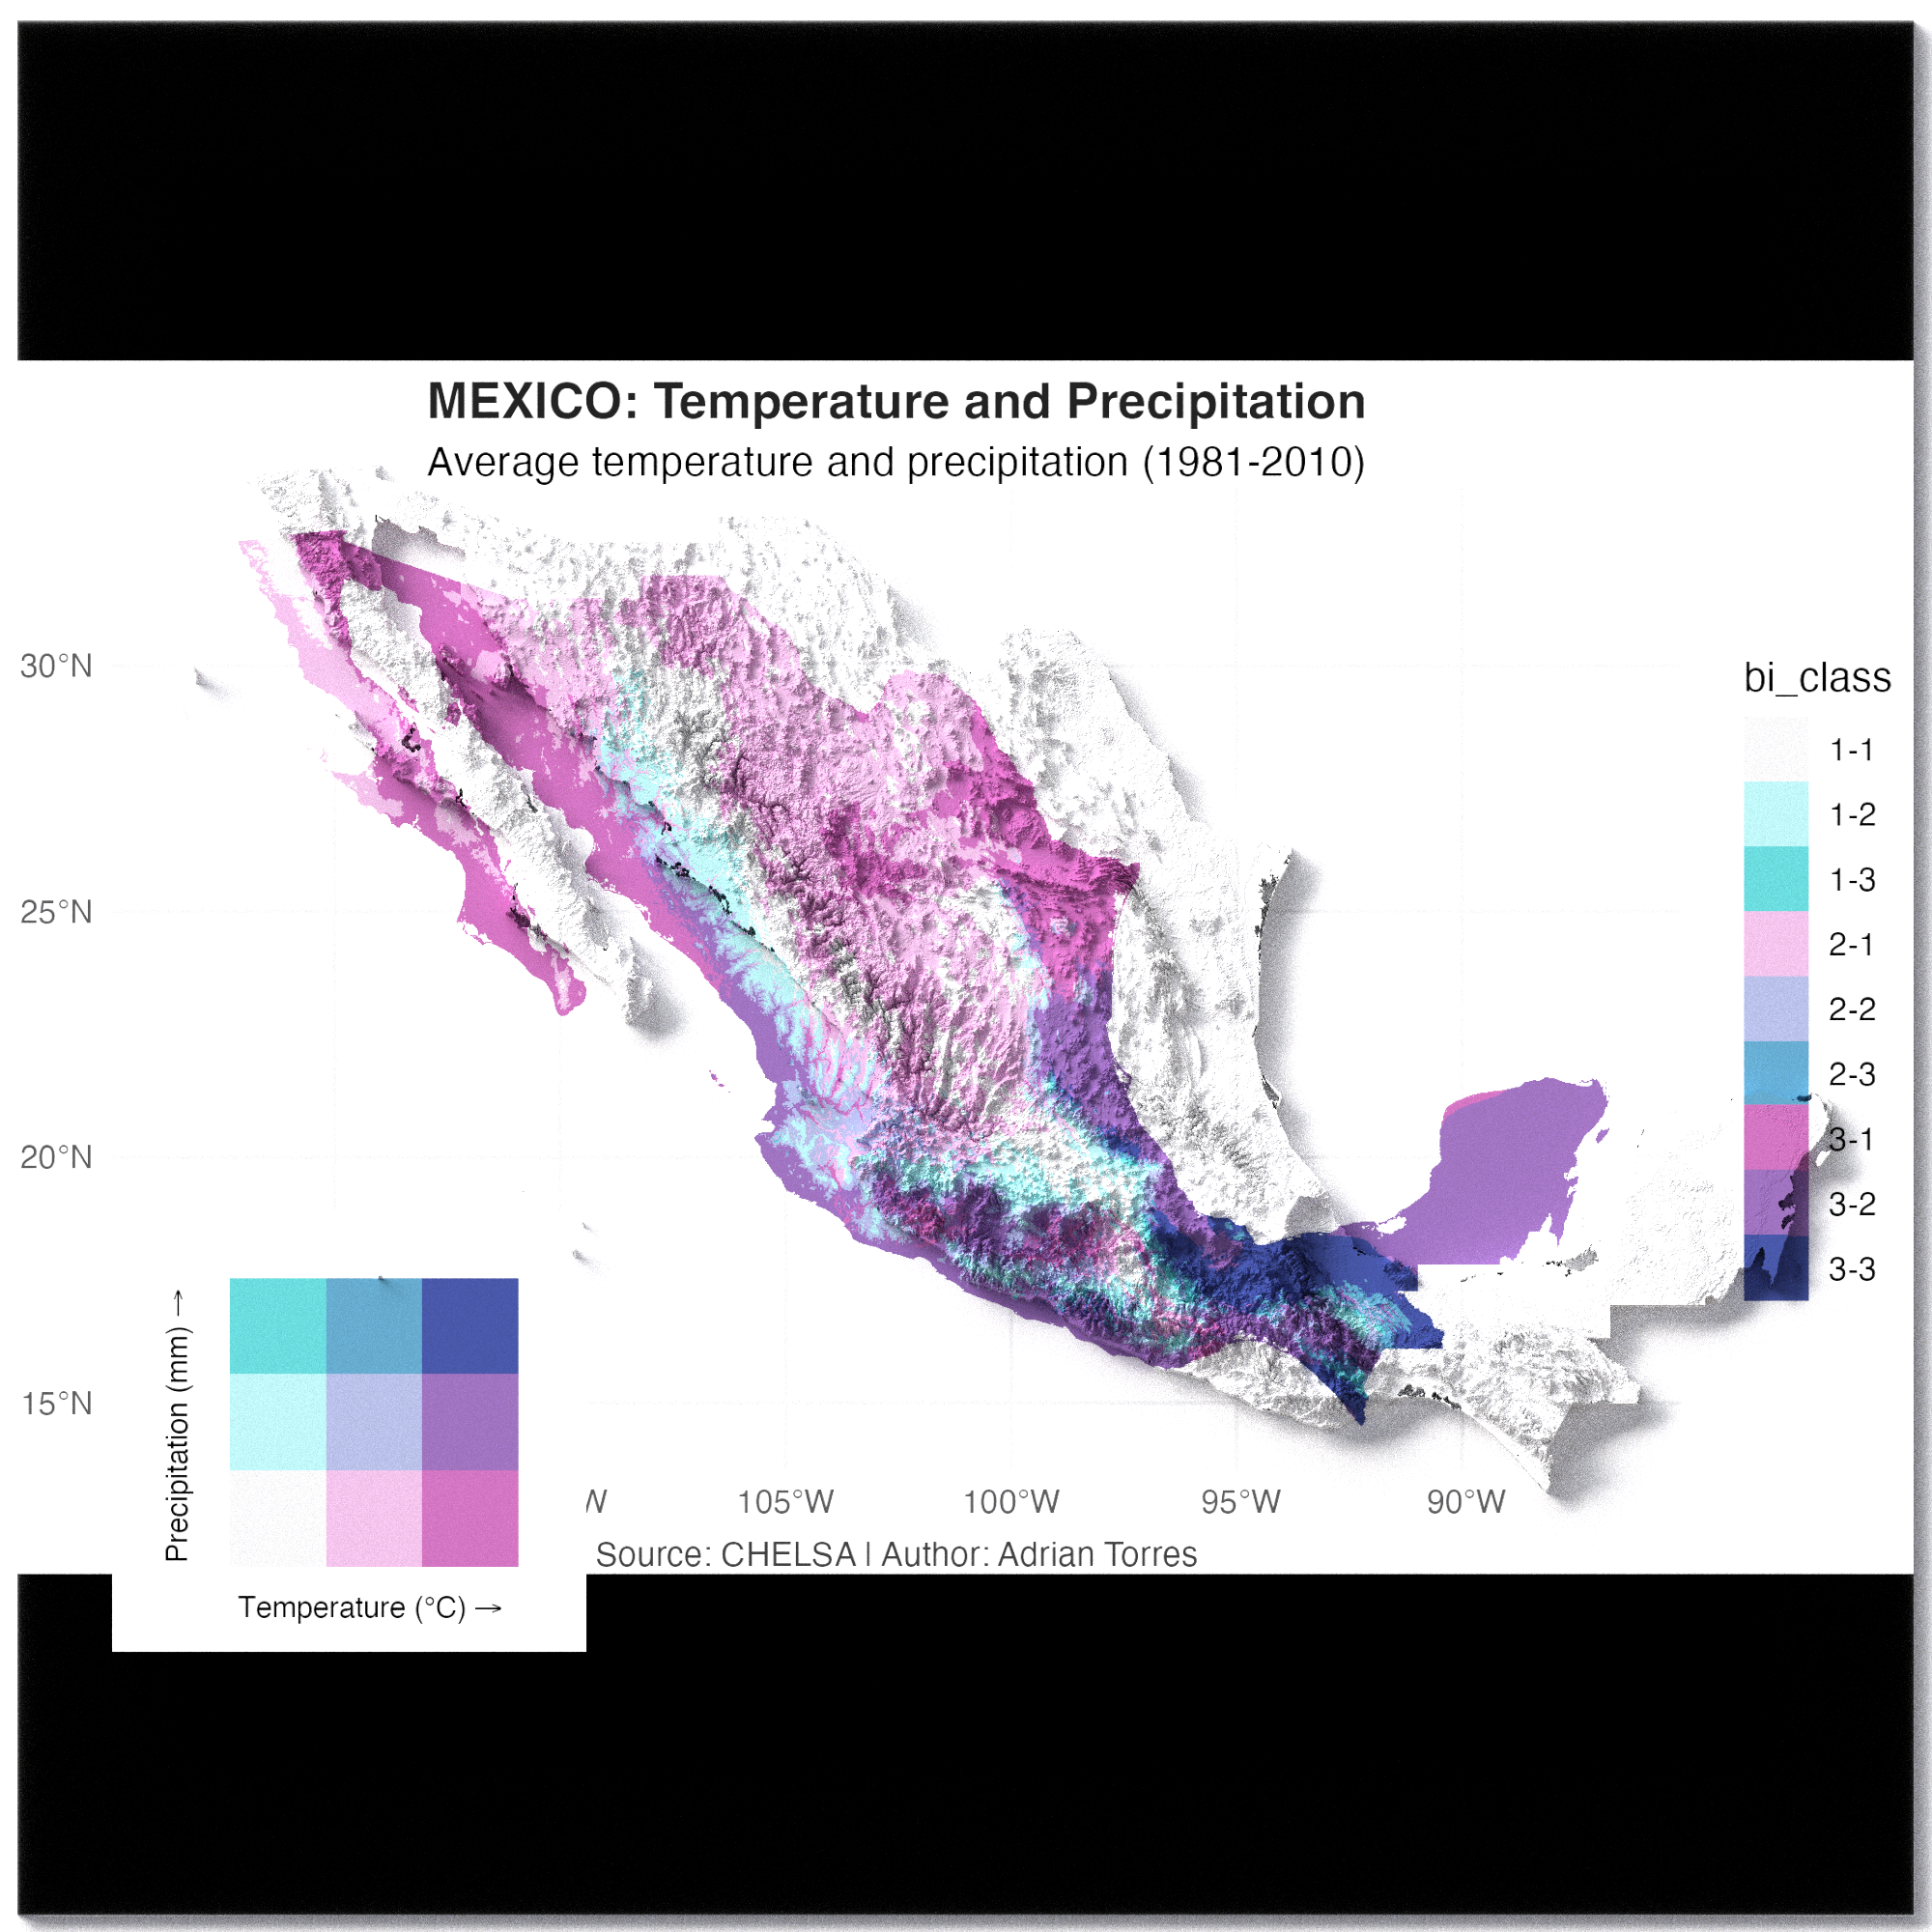 MEXICO: Temperature and Precipitation
Average temperature and precipitation (1981-2010)
30°N
25°N
20°N
15°N
bi_class
1-1
1-2
1-3
2-1
2-2
2-3
3-1
3-2
3-3
Precipitation (mm) →
Temperature (°C) →
W
105°W
100°W
95°W
90°W
Source: CHELSA | Author: Adrian Torres